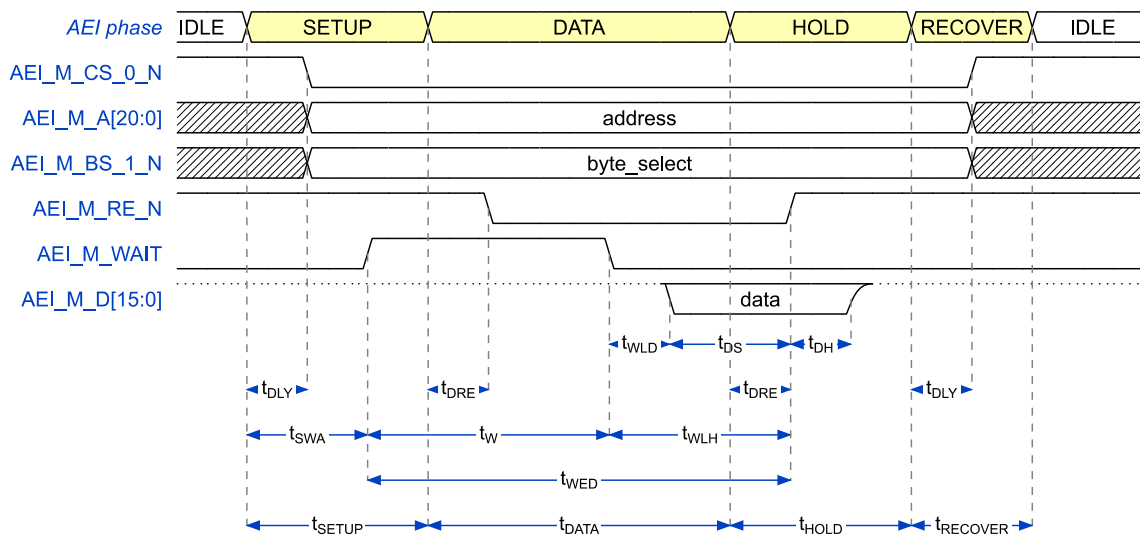 AEI phase IDLE SETUP DATA HOLD RECOVER IDLE
AEI_M_CS_0_N
AEI_M_A[20:0] address
AEI_M_BS_1_N byte_select
AEI_M_RE_N
AEI_M_WAIT
AEI_M_D[15:0] data
tWLD tDS tDH
tDLY tDRE tDRE tDLY
tSWA tW tWLH
tWED
tSETUP tDATA tHOLD tRECOVER